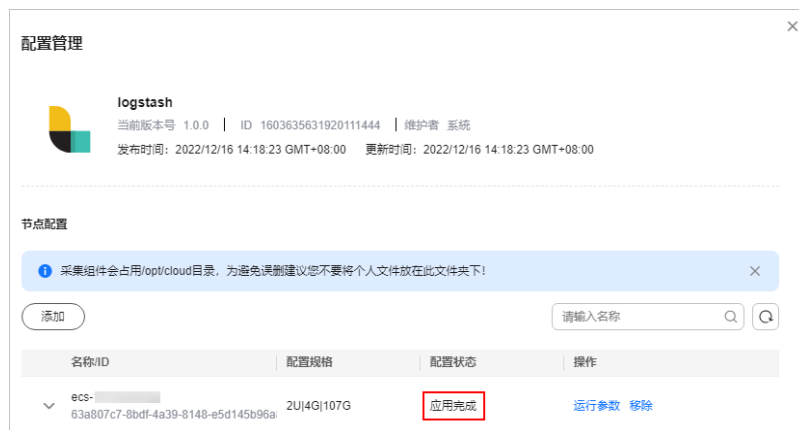 配置管理
logstash
当前版本号 1.0.0 | ID 1603635631920111444 | 维护者 系统
发布时间：2022/12/16 14:18:23 GMT+08:00 更新时间：2022/12/16 14:18:23 GMT+08:00
节点配置
采集组件会占用/opt/cloud目录，为避免误删建议您不要将个人文件放在此文件夹下！
添加 请输入名称
名称/ID 配置规格 配置状态 操作
ecs-
2U|4G|107G 应用完成 运行参数 移除
63a807c7-8bdf-4a39-8148-e5d145b96a